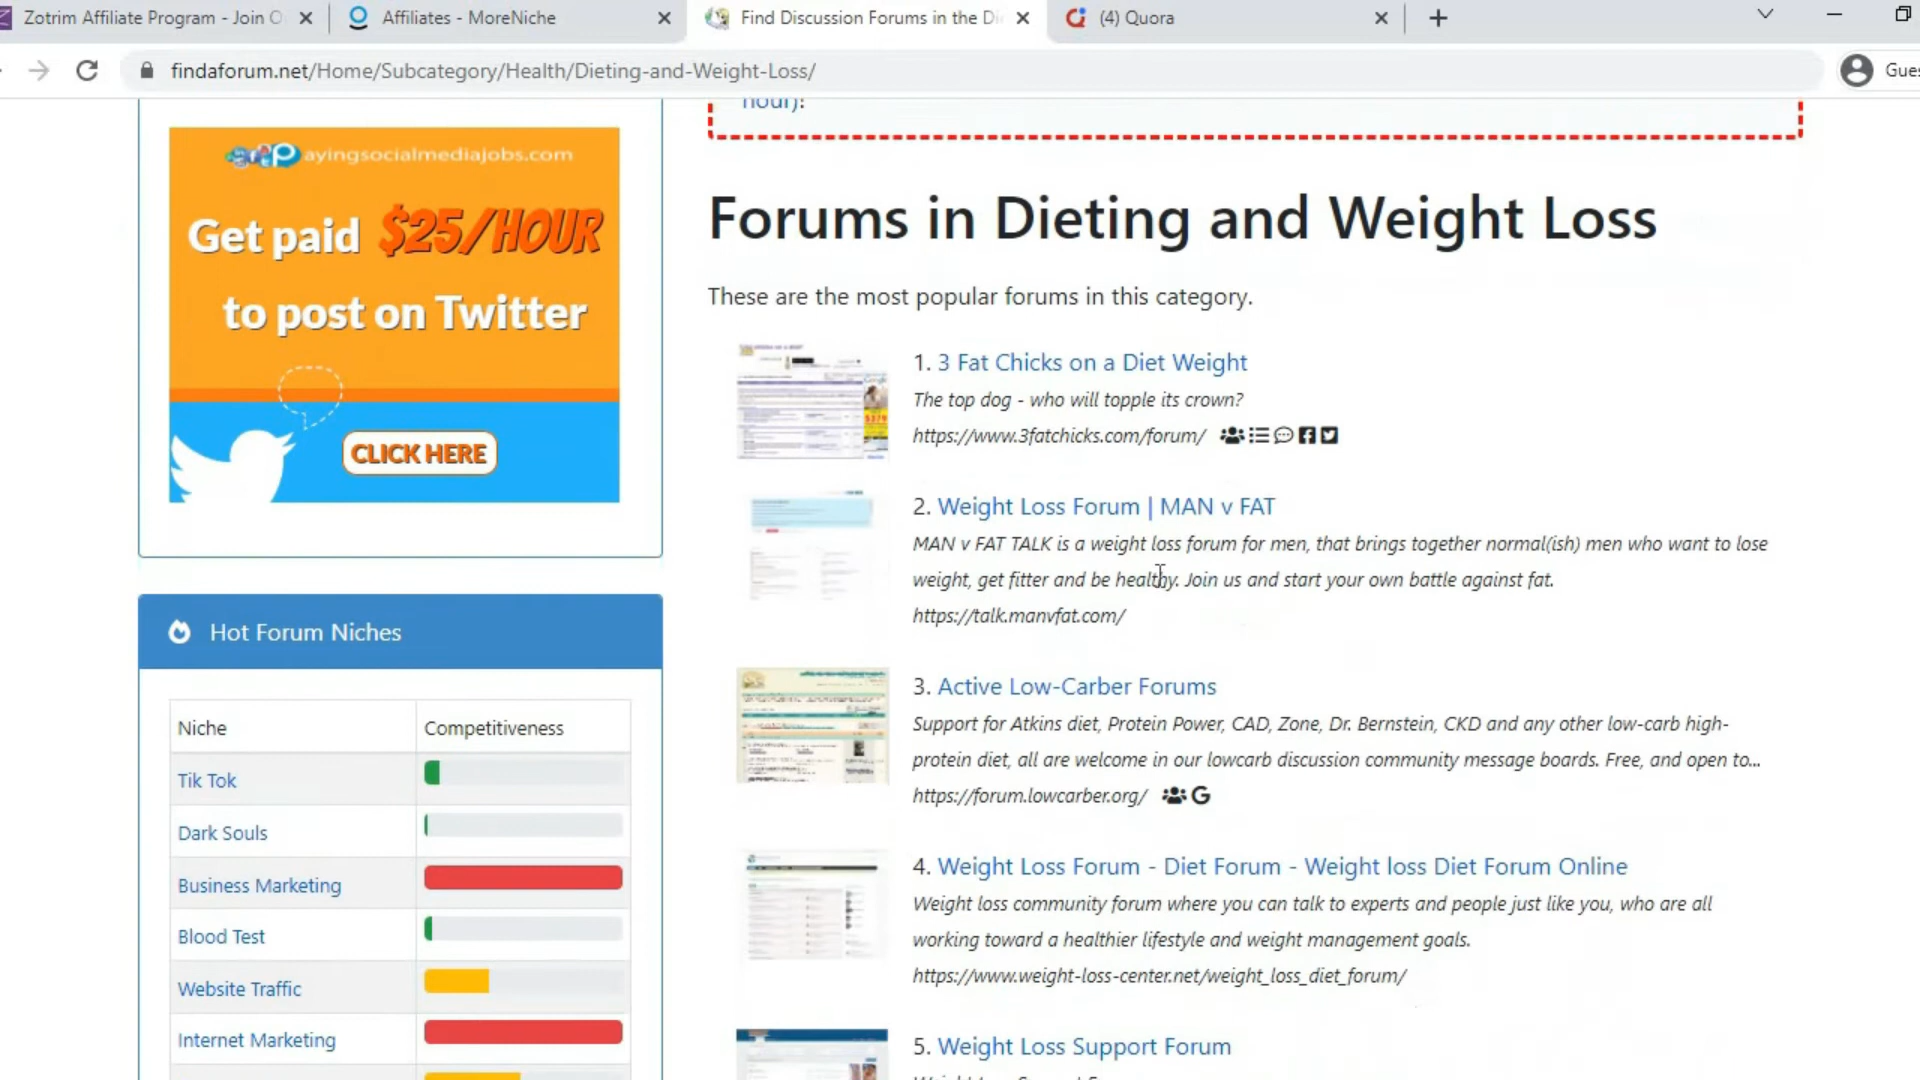 Zotrim Affiliate Program - Join O
Affiliates - MoreNiche
Find Discussion Forums in the Di
(4) Quora
findaforum.net/Home/Subcategory/Health/Dieting-and-Weight-Loss/
Gues
hour):
ayingsocialmediajobs.com
Get paid $25/HOUR
to post on Twitter
CLICK HERE
Forums in Dieting and Weight Loss
These are the most popular forums in this category.
1. 3 Fat Chicks on a Diet Weight
The top dog - who will topple its crown?
https://www.3fatchicks.com/forum/
2. Weight Loss Forum | MAN v FAT
MAN v FAT TALK is a weight loss forum for men, that brings together normal(ish) men who want to lose
weight, get fitter and be healthy. Join us and start your own battle against fat.
https://talk.manvfat.com/
3. Active Low-Carber Forums
Support for Atkins diet, Protein Power, CAD, Zone, Dr. Bernstein, CKD and any other low-carb high-
protein diet, all are welcome in our lowcarb discussion community message boards. Free, and open to...
https://forum.lowcarber.org/
4. Weight Loss Forum - Diet Forum - Weight loss Diet Forum Online
Weight loss community forum where you can talk to experts and people just like you, who are all
working toward a healthier lifestyle and weight management goals.
https://www.weight-loss-center.net/weight_loss_diet_forum/
5. Weight Loss Support Forum
Hot Forum Niches
Niche Competitiveness
Tik Tok
Dark Souls
Business Marketing
Blood Test
Website Traffic
Internet Marketing